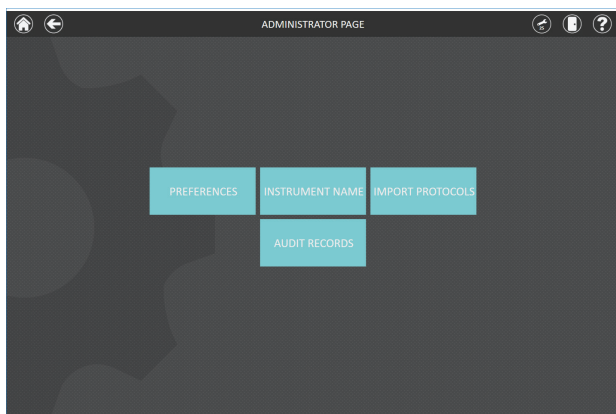 ADMINISTRATOR PAGE
?
PREFERENCES
INSTRUMENT NAME
IMPORT PROTOCOLS
AUDIT RECORDS